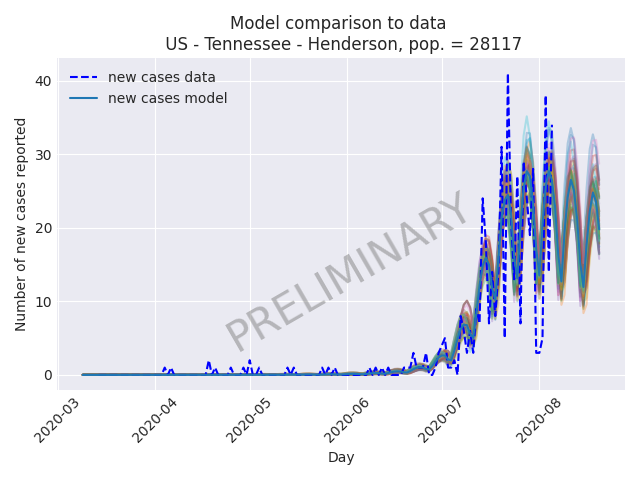 Model comparison to data
US - Tennessee - Henderson, pop. = 28117
new cases data
new cases model
PRELIMINARY
Number of new cases reported
40
30
20
10
0
2020-03
2020-04
2020-05
2020-06
2020-07
2020-08
Day